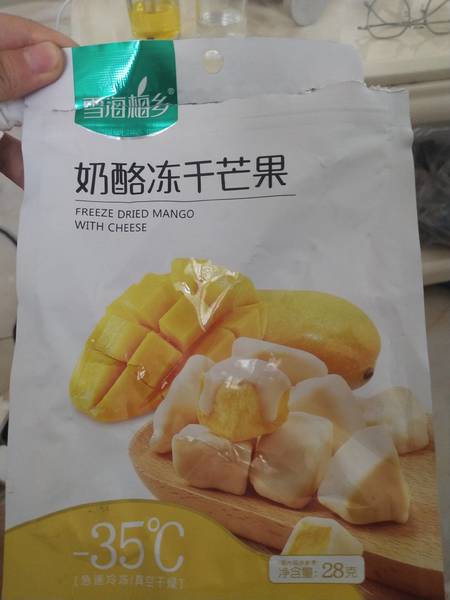 雪海梅乡®
奶酪冻干芒果
FREEZE DRIED MANGO
WITH CHEESE
-35℃
[急速冷冻/真空干燥]
净含量: 28克